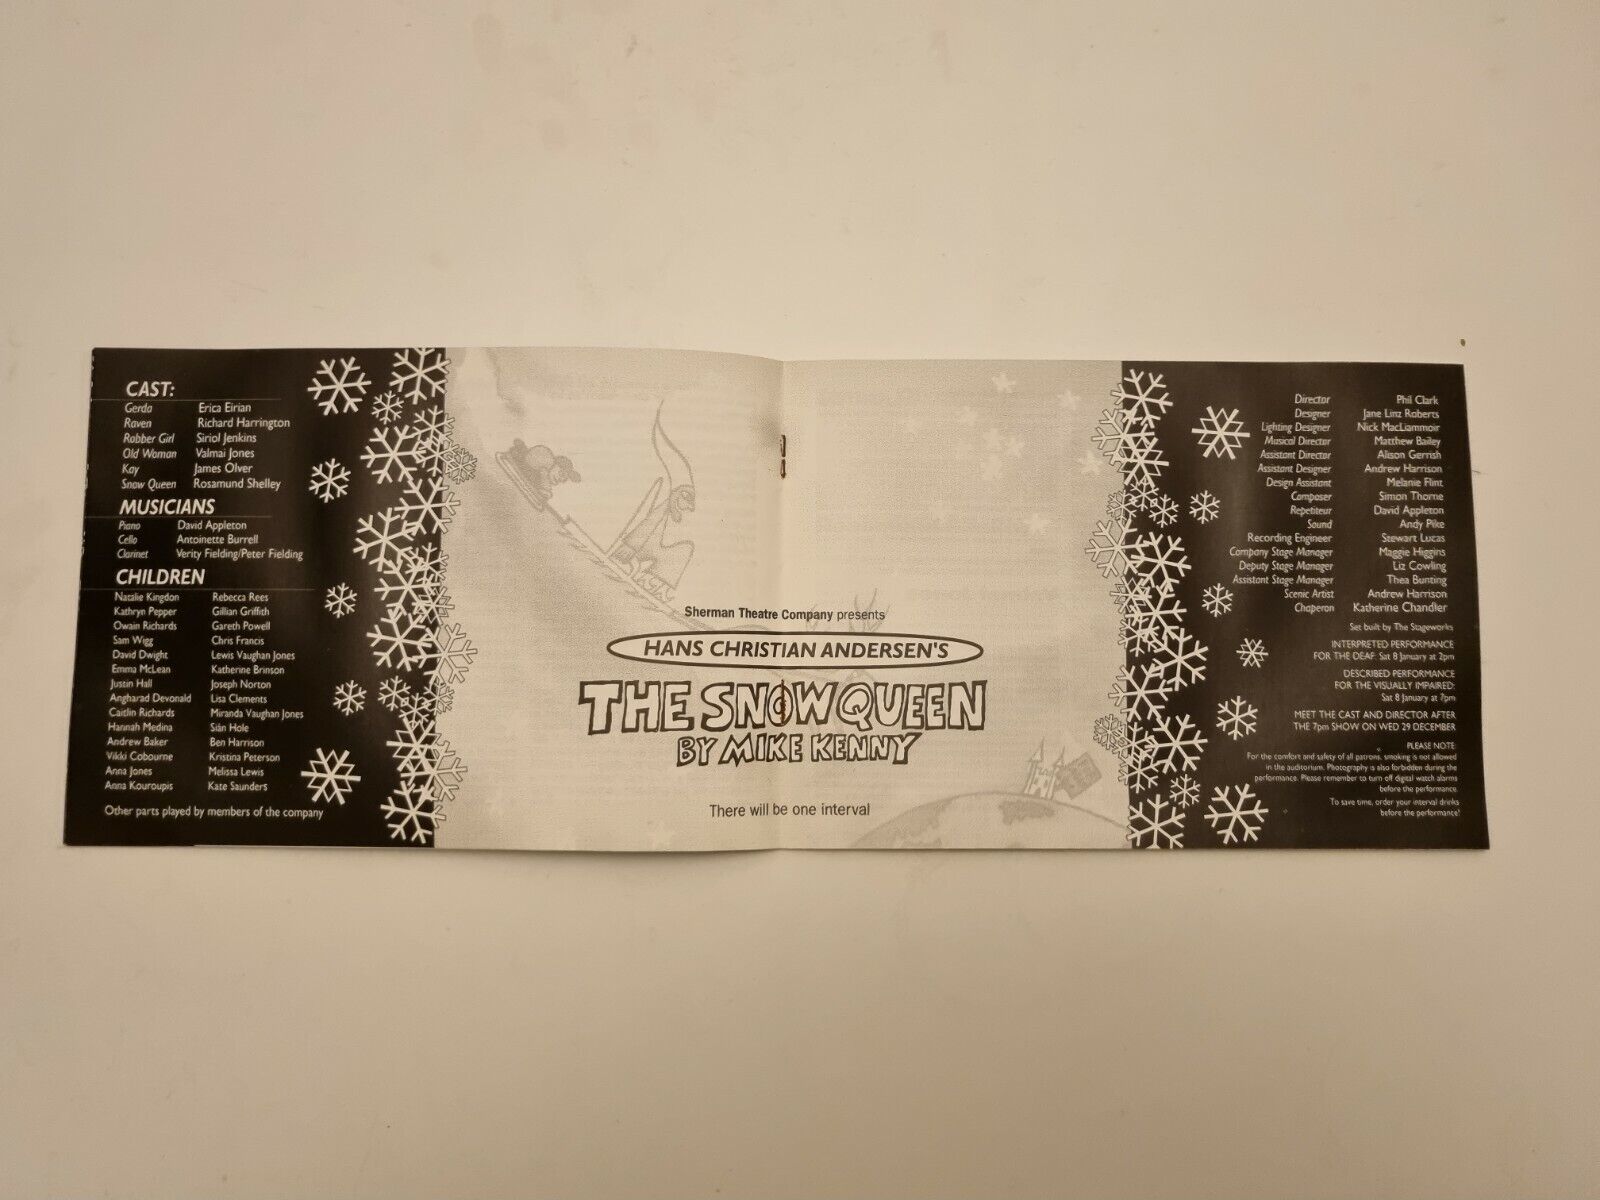 CAST:
Gerda Erica Eirian
Raven Richard Harrington
Robber Girl Siriol Jenkins
Old Woman Valmai Jones
Kay James Olver
Snow Queen Rosamund Shelley
MUSICIANS
Piano David Appleton
Cello Antoinette Burrell
Clarinet Verity Fielding/Peter Fielding
CHILDREN
Natalie Kingdon Rebecca Rees
Kathryn Pepper Gillian Griffith
Owain Richards Gareth Powell
Sam Wigg Chris Francis
David Dwight Lewis Vaughan Jones
Emma McLean Katherine Brinson
Justin Hall Joseph Norton
Angharad Devonald Lisa Clements
Caitlin Richards Miranda Vaughan Jones
Hannah Medina Siân Hole
Andrew Baker Ben Harrison
Vikki Cobourne Kristina Peterson
Anna Jones Melissa Lewis
Anna Kouroupis Kate Saunders
Other parts played by members of the company
Sherman Theatre Company presents
HANS CHRISTIAN ANDERSEN'S
THE SNOW QUEEN
BY MIKE KENNY
There will be one interval
Director Phil Clark
Designer Jane Linz Roberts
Lighting Designer Nick MacLiammoir
Musical Director Matthew Bailey
Assistant Director Alison Gerrish
Assistant Designer Andrew Harrison
Design Assistant Melanie Flint
Composer Simon Thorne
Repetiteur David Appleton
Sound Andy Pike
Recording Engineer Stewart Lucas
Company Stage Manager Maggie Higgins
Deputy Stage Manager Liz Cowling
Assistant Stage Manager Thea Bunting
Scenic Artist Andrew Harrison
Chaperon Katherine Chandler
Set built by The Stageworks
INTERPRETED PERFORMANCE
FOR THE DEAF Sat 8 January at 2pm
DESCRIBED PERFORMANCE
FOR THE VISUALLY IMPAIRED:
Sat 8 January at 7pm
MEET THE CAST AND DIRECTOR AFTER
THE 7pm SHOW ON WED 29 DECEMBER
PLEASE NOTE:
For the comfort and safety of all patrons, smoking is not allowed
in the auditorium. Photography is also forbidden during the
performance. Please remember to turn off digital watch alarms
before the performance.
To save time, order your interval drinks
before the performance!